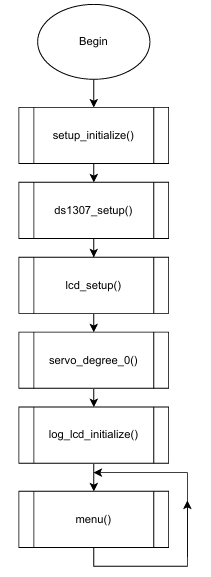 Begin
setup_initialize()
ds1307_setup()
lcd_setup()
servo_degree_0()
log_lcd_initialize()
menu()